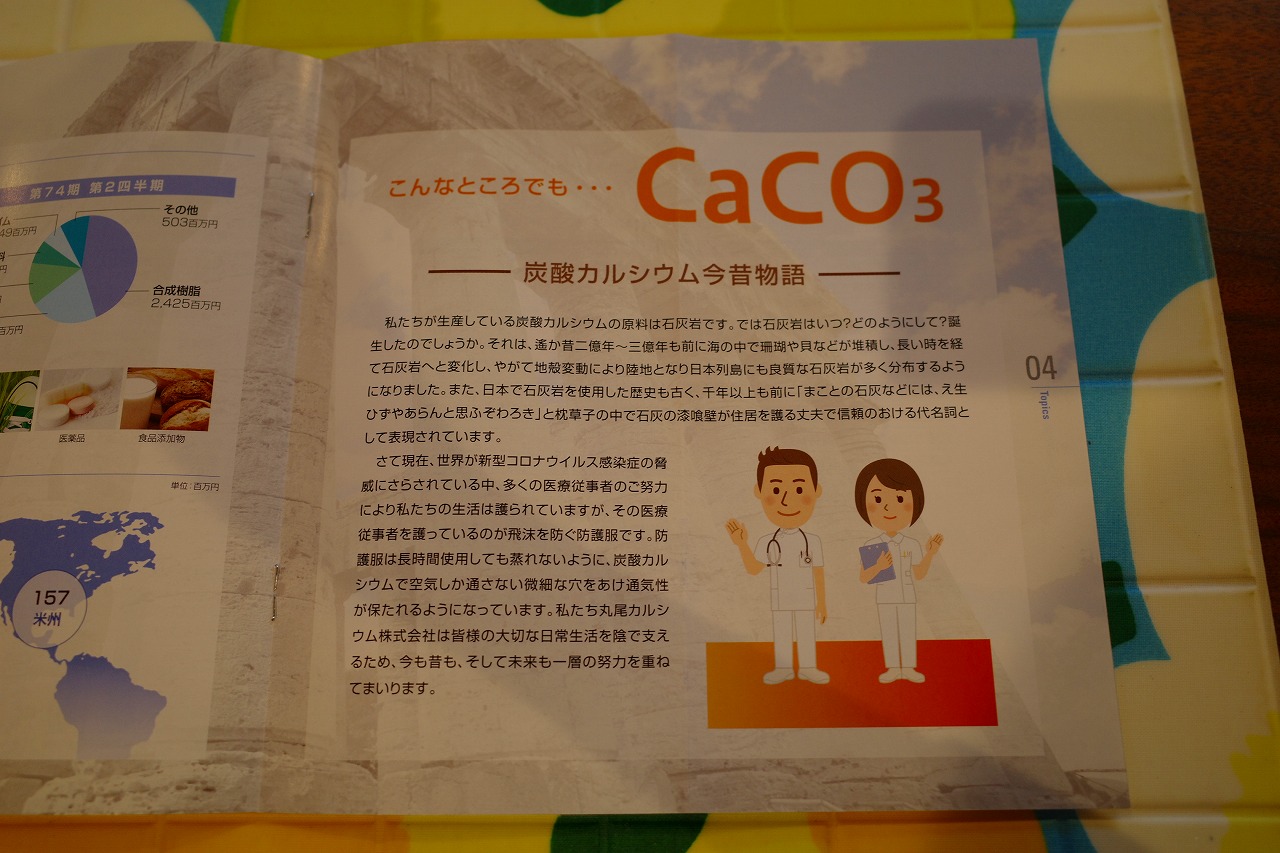 第74期 第2四半期
その他
503百万円
イム
49百万円
料
円
合成樹脂
2,425百万円
百万円
医薬品
食品添加物
単位:百万円
157
米州
こんなところでも・・・
CaCO3
炭酸カルシウム今昔物語
私たちが生産している炭酸カルシウムの原料は石灰岩です。では石灰岩はいつ?どのようにして?誕
生したのでしょうか。それは、遙か昔二億年～三億年も前に海の中で珊瑚や貝などが堆積し、長い時を経
て石灰岩へと変化し、やがて地殻変動により陸地となり日本列島にも良質な石灰岩が多く分布するよう
になりました。また、日本で石灰岩を使用した歴史も古く、千年以上も前に「まことの石灰などには、え生
ひずやあらんと思ふぞわろき」と枕草子の中で石灰の漆喰壁が住居を護る丈夫で信頼のおける代名詞と
して表現されています。
さて現在、世界が新型コロナウイルス感染症の脅
威にさらされている中、多くの医療従事者のご努力
により私たちの生活は護られていますが、その医療
従事者を護っているのが飛沫を防ぐ防護服です。防
護服は長時間使用しても蒸れないように、炭酸カル
シウムで空気しか通さない微細な穴をあけ通気性
が保たれるようになっています。私たち丸尾カルシ
ウム株式会社は皆様の大切な日常生活を陰で支え
るため、今も昔も、そして未来も一層の努力を重ね
てまいります。
04
Topics